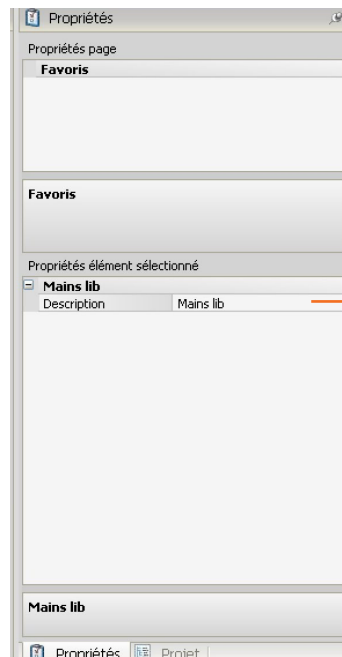 Propriétés
Propriétés page
Favoris
Favoris
Propriétés élément sélectionné
Mains lib
Description Mains lib
Mains lib
Propriétés Projet